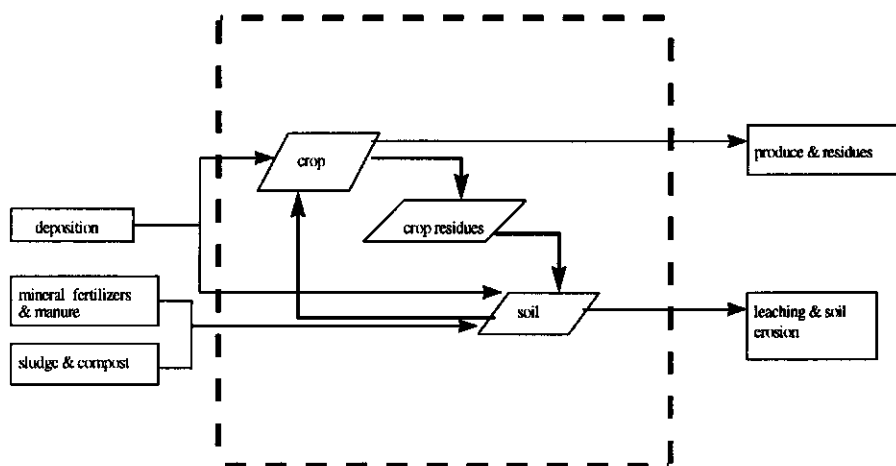 crop
produce & residues
deposition
crop residues
mineral fertilizers
& manure
soil
leaching & soil
erosion
sludge & compost